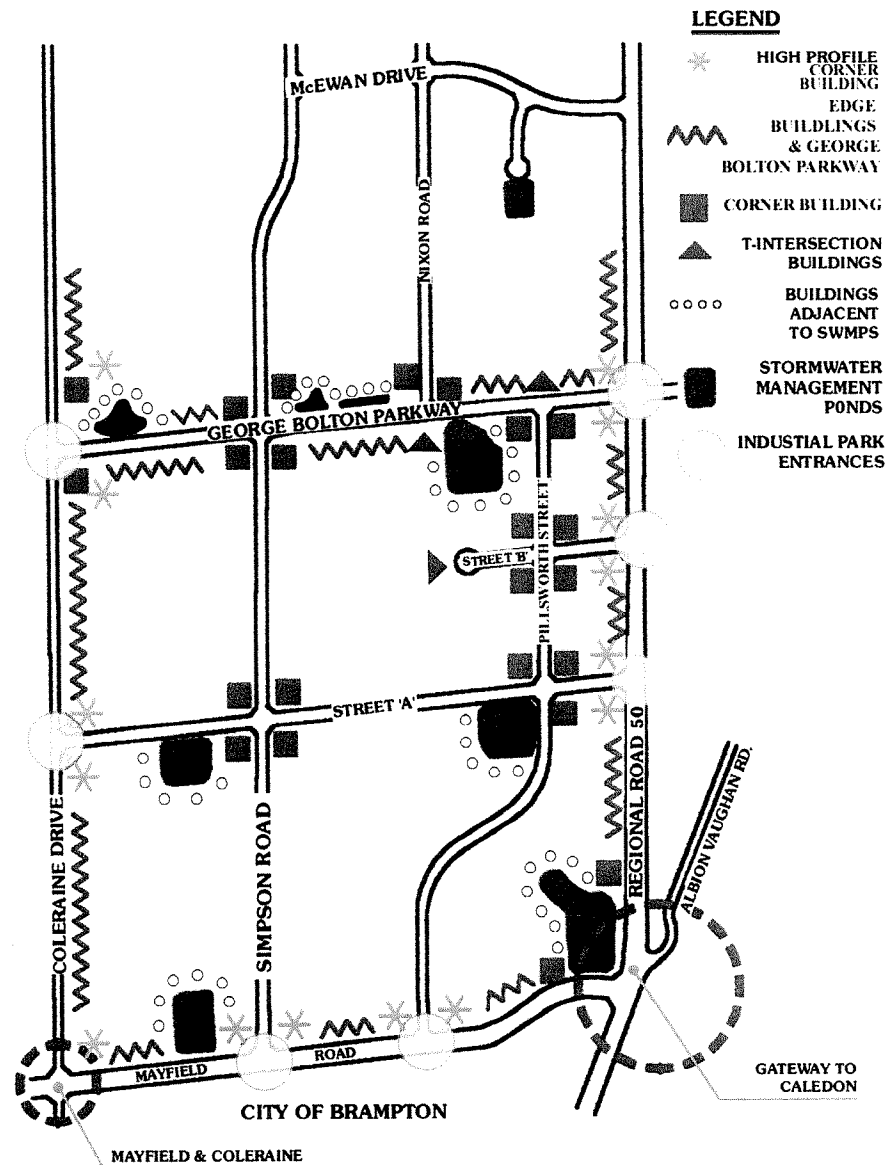 LEGEND
HIGH PROFILE
CORNER
BUILDING
EDGE
BUILDLINGS
& GEORGE
BOLTON PARKWAY
CORNER BUILDING
T-INTERSECTION
BUILDINGS
BUILDINGS
ADJACENT
TO SWMPS
STORMWATER
MANAGEMENT
PONDS
INDUSTIAL PARK
ENTRANCES
McEWAN DRIVE
NIXON ROAD
GEORGE BOLTON PARKWAY
PILLSWORTH STREET
STREET 'B'
STREET 'A'
REGIONAL ROAD 50
ALBION VAUGHAN RD.
COLERAINE DRIVE
SIMPSON ROAD
MAYFIELD ROAD
GATEWAY TO
CALEDON
CITY OF BRAMPTON
MAYFIELD & COLERAINE